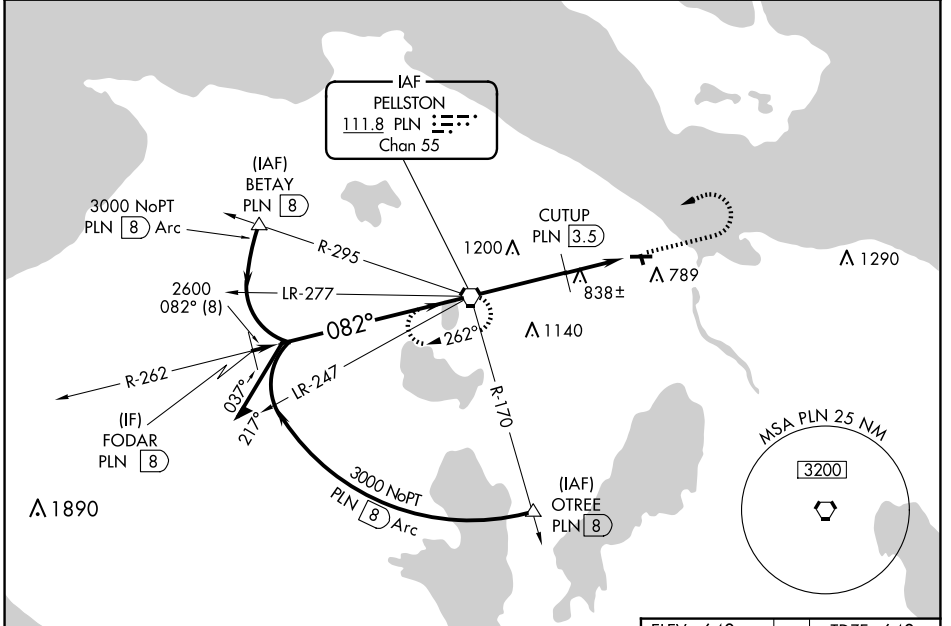 IAF
PELLSTON
111.8 PLN
Chan 55
(IAF)
BETAY
PLN 8
3000 NoPT
PLN 8 Arc
R-295
CUTUP
PLN 3.5
1200
789
1290
838±
2600
082° (8)
LR-277
082°
262°
1140
R-262
037°
217°
LR-247
R-170
(IF)
FODAR
PLN 8
MSA PLN 25 NM
3200
3000 NoPT
PLN 8 Arc
(IAF)
OTREE
PLN 8
1890